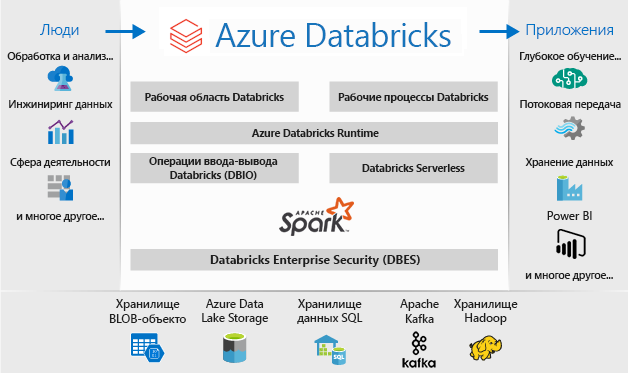 Люди
Azure Databricks
Приложения
Обработка и анализ...
Инжиниринг данных
Сфера деятельности
и многое другое...
Рабочая область Databricks
Рабочие процессы Databricks
Azure Databricks Runtime
Операции ввода-вывода
Databricks (DBIO)
Databricks Serverless
APACHE
Spark™
Databricks Enterprise Security (DBES)
Глубокое обучение...
Потоковая передача
Хранение данных
Power BI
и многое другое...
Хранилище
BLOB-объекто
Azure Data
Lake Storage
Хранилище
данных SQL
SQL
Apache
Kafka
kafka
Хранилище
Hadoop